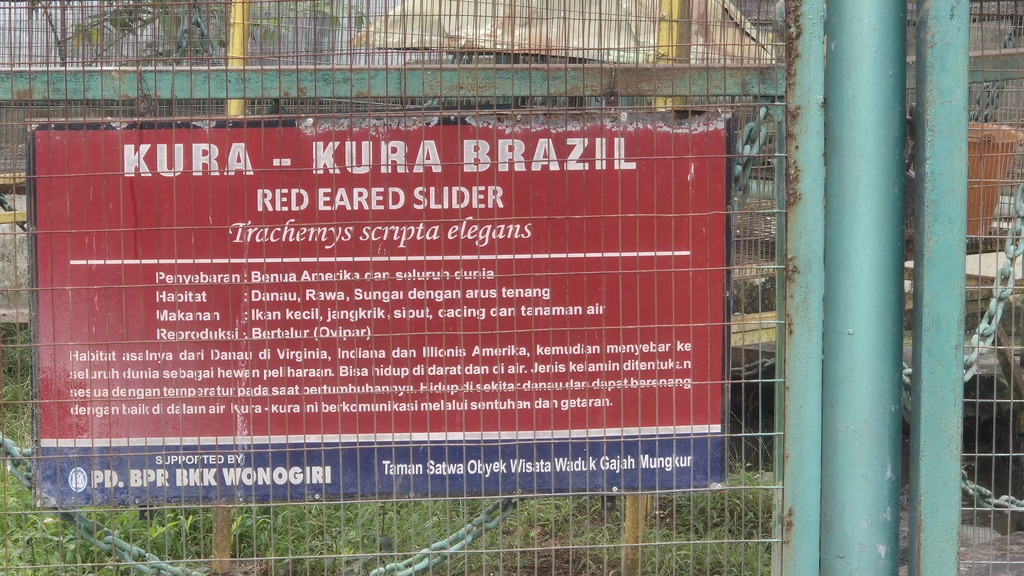 KURA - KURA BRAZIL
RED EARED SLIDER
Trachemys scripta elegans
Penyebaran : Benua Amerika dan seluruh dunia
Habitat : Danau, Rawa, Sungai dengan arus tenang
Makanan : Ikan kecil, jangkrik, siput, cacing dan tanaman air
Reproduksi : Bertelur (Ovipar)
Habitat asalnya dari Danau di Virginia, Indiana dan Illionis Amerika, kemudian menyebar ke
seluruh dunia sebagai hewan peliharaan. Bisa hidup di darat dan di air. Jenis kelamin ditentukan
sesuai dengan temperatur pada saat pertumbuhannya. Hidup di sekitar danau dan dapat berenang
dengan baik di dalam air Kura - kura ini berkomunikasi melalui sentuhan dan getaran.
SUPPORTED BY
PD. BPR BKK WONOGIRI
Taman Satwa Obyek Wisata Waduk Gajah Mungkur